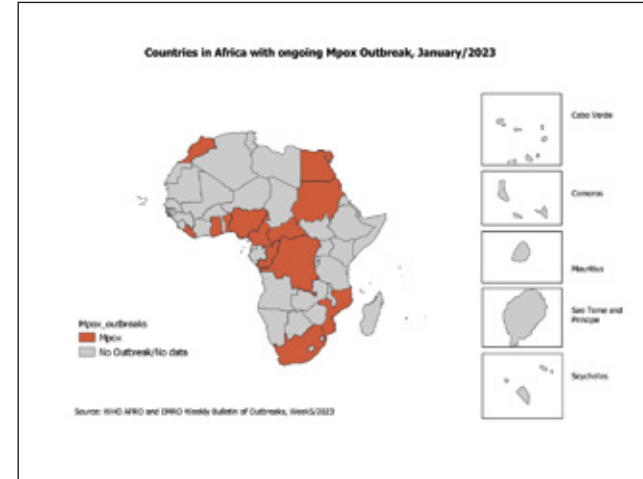 Countries in Africa with ongoing Mpox Outbreak, January/2023
Cabo Verde
Comoros
Mauritius
Sao Tome and
Principe
Seychelles
Mpox_outbreaks
Mpox
No Outbreak/No data
Source: WHO AFRO and EMRO Weekly Bulletin of Outbreaks, Week5/2023